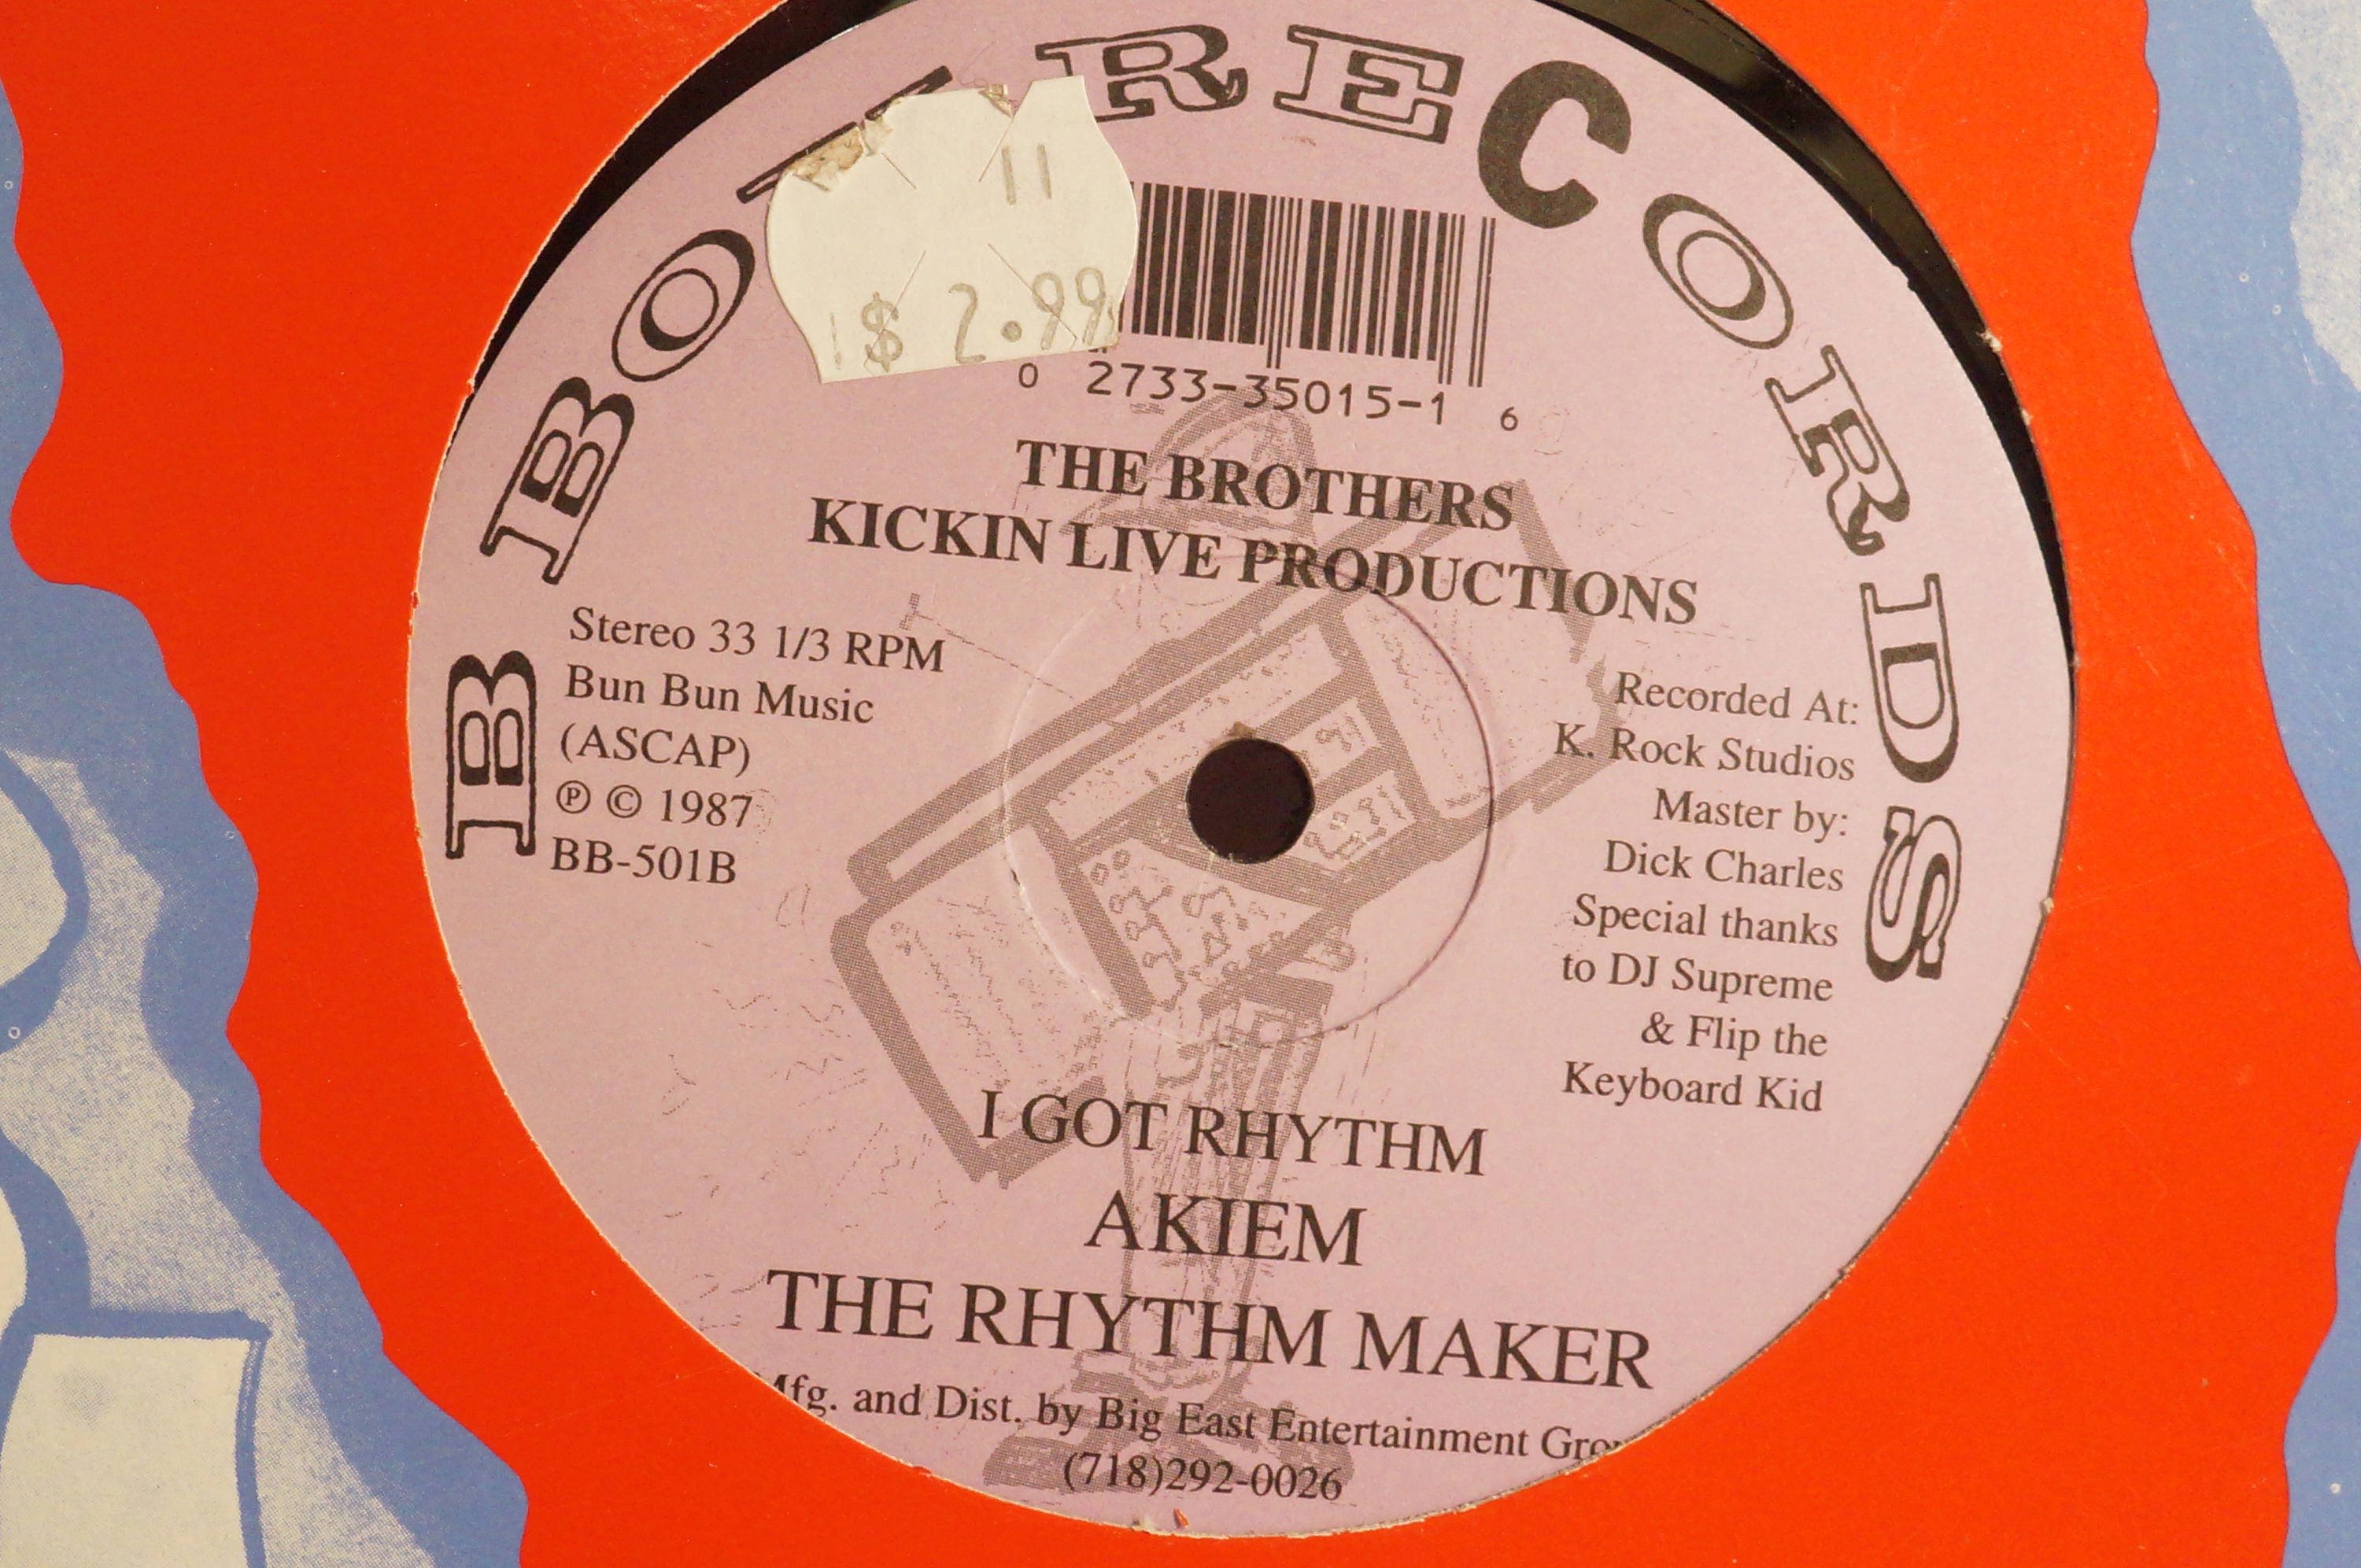 B BOY RECORDS
11
$ 2.99
0 2733-35015-1 6
THE BROTHERS
KICKIN LIVE PRODUCTIONS
Stereo 33 1/3 RPM
Bun Bun Music
(ASCAP)
℗ © 1987
BB-501B
Recorded At:
K. Rock Studios
Master by:
Dick Charles
Special thanks
to DJ Supreme
& Flip the
Keyboard Kid
I GOT RHYTHM
AKIEM
THE RHYTHM MAKER
Mfg. and Dist. by Big East Entertainment
(718)292-0026